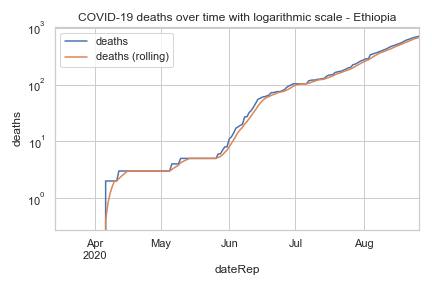 COVID-19 deaths over time with logarithmic scale - Ethiopia
deaths
deaths (rolling)
10³
10²
10¹
10⁰
deaths
Apr
2020
May
Jun
Jul
Aug
dateRep